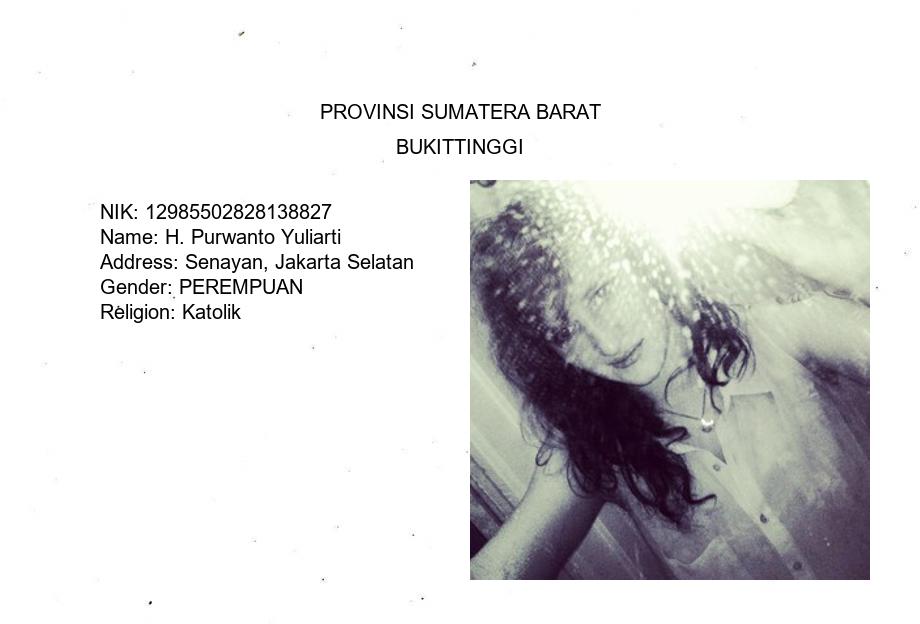 PROVINSI SUMATERA BARAT
BUKITTINGGI
NIK: 12985502828138827
Name: H. Purwanto Yuliarti
Address: Senayan, Jakarta Selatan
Gender: PEREMPUAN
Religion: Katolik